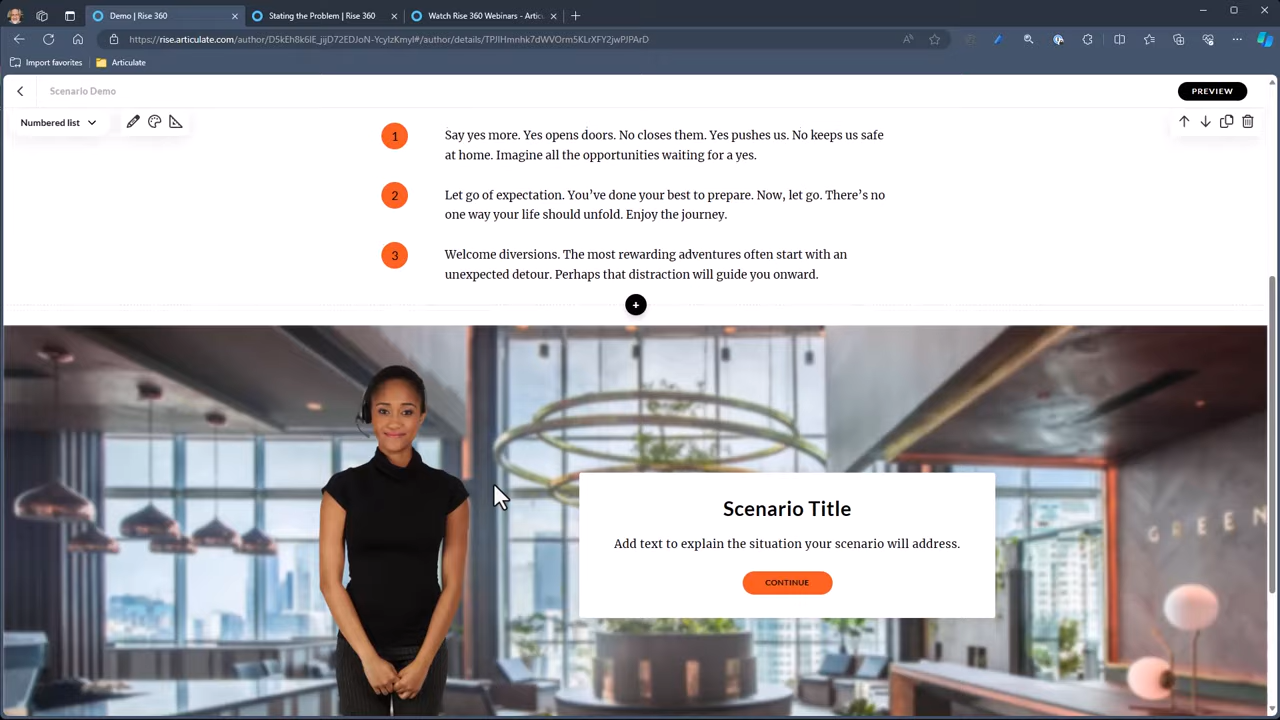 Demo | Rise 360
Stating the Problem | Rise 360
Watch Rise 360 Webinars - Articu
https://rise.articulate.com/author/D5kEh8k6IE_jijD72EDJoN-YcyIzKmyI#/author/details/TPJIHmnhk7dWVOrm5KLrXFY2jwPJPArD
Import favorites
Articulate
Scenario Demo
PREVIEW
Numbered list
1
Say yes more. Yes opens doors. No closes them. Yes pushes us. No keeps us safe
at home. Imagine all the opportunities waiting for a yes.
2
Let go of expectation. You’ve done your best to prepare. Now, let go. There’s no
one way your life should unfold. Enjoy the journey.
3
Welcome diversions. The most rewarding adventures often start with an
unexpected detour. Perhaps that distraction will guide you onward.
Scenario Title
Add text to explain the situation your scenario will address.
CONTINUE
GREEN